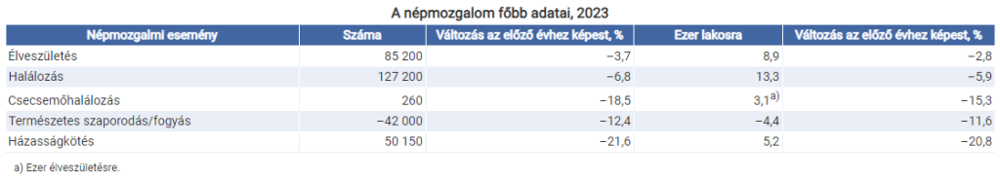 A népmozgalom főbb adatai, 2023
Népmozgalmi esemény Száma Változás az előző évhez képest, % Ezer lakosra Változás az előző évhez képest, %
Élveszületés 85 200 –3,7 8,9 –2,8
Halálozás 127 200 –6,8 13,3 –5,9
Csecsemőhalálozás 260 –18,5 3,1a) –15,3
Természetes szaporodás/fogyás –42 000 –12,4 –4,4 –11,6
Házasságkötés 50 150 –21,6 5,2 –20,8
a) Ezer élveszületésre.